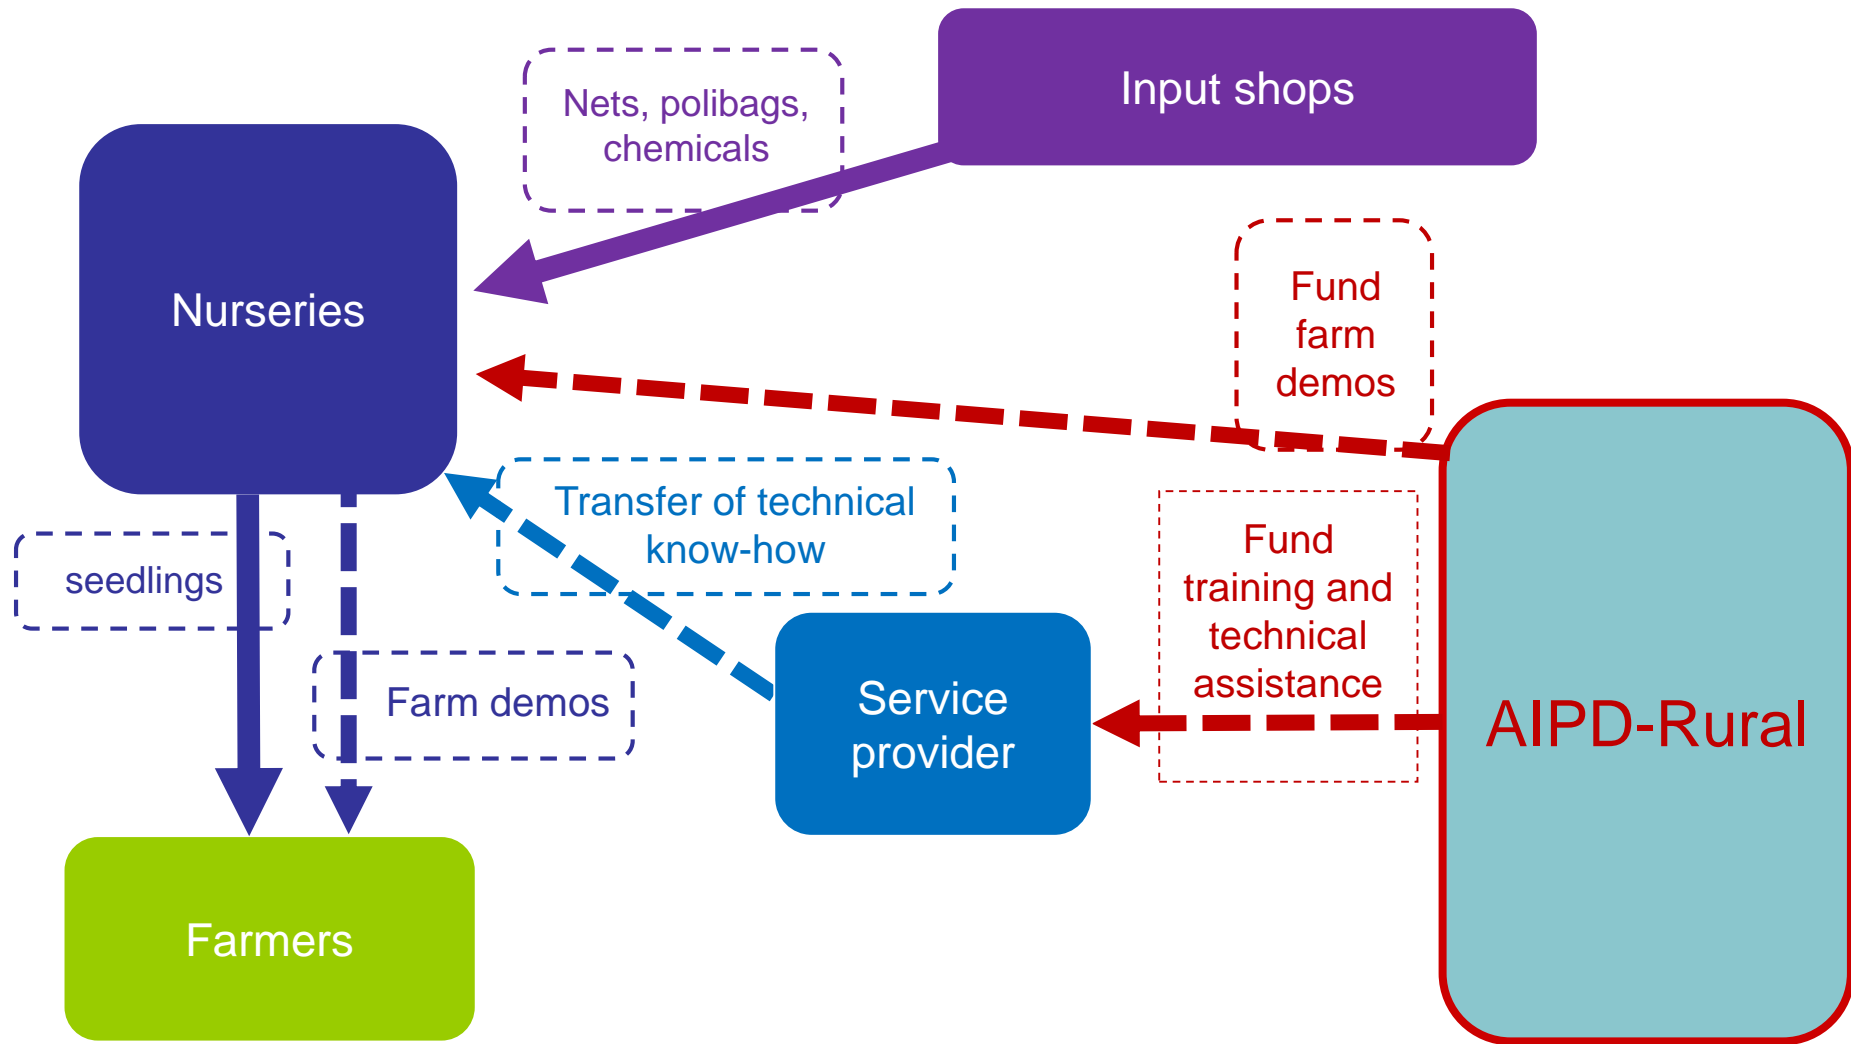 Input shops
Nets, polibags,
chemicals
Nurseries
Fund
farm
demos
Transfer of technical
know-how
Fund
training and
technical
assistance
seedlings
Farm demos
Service
provider
AIPD-Rural
Farmers